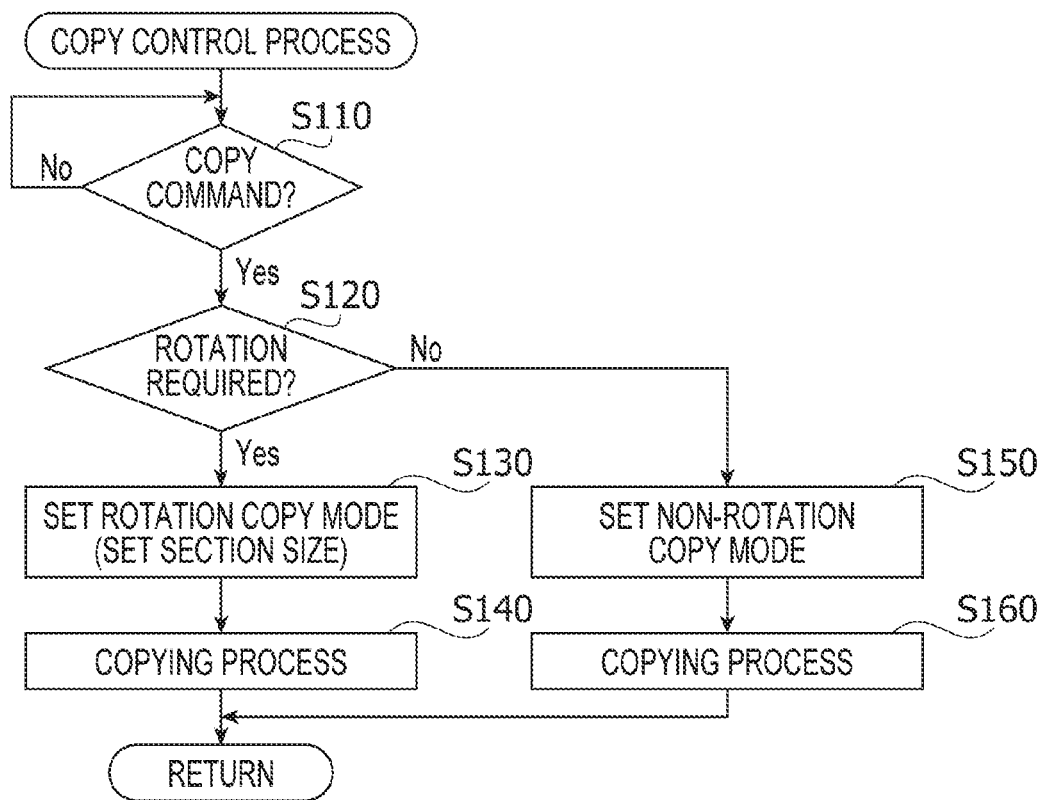 COPY CONTROL PROCESS
S110
COPY
COMMAND?
No
Yes
S120
ROTATION
REQUIRED?
No
Yes
S130
SET ROTATION COPY MODE
(SET SECTION SIZE)
S150
SET NON-ROTATION
COPY MODE
S140
COPYING PROCESS
S160
COPYING PROCESS
RETURN